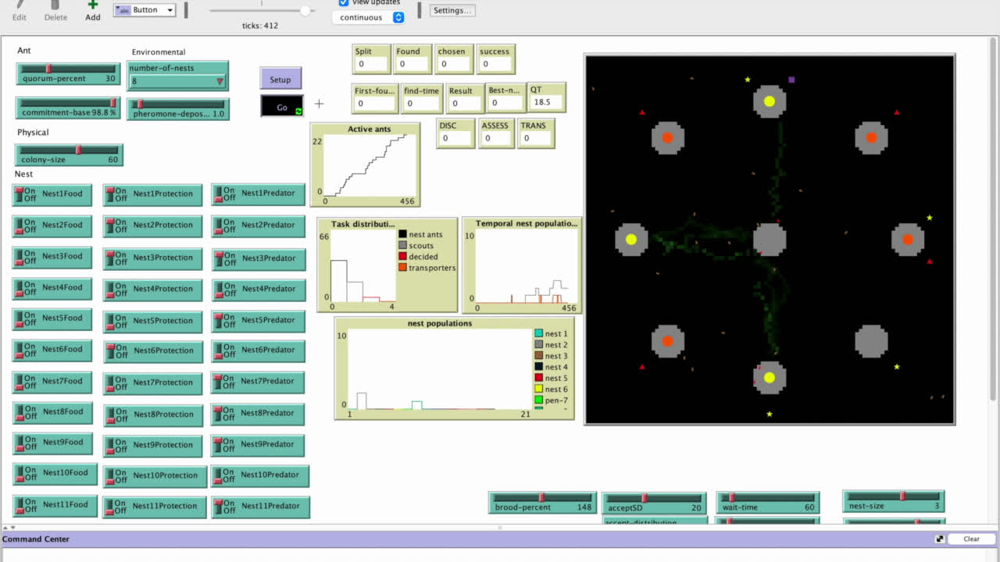 Edit
Delete
Add
abc Button
ticks: 412
view updates
continuous
Settings...
Ant
quorum-percent 30
commitment-base 98.8 %
Physical
colony-size 60
Environmental
number-of-nests
8
pheromone-depos... 1.0
Setup
Go
Split
0
Found
0
chosen
0
success
0
First-fou...
0
find-time
0
Result
0
Best-n...
0
QT
18.5
DISC
0
ASSESS
0
TRANS
0
Active ants
22
0
0
456
Task distributi...
66
0
0
4
nest ants
scouts
decided
transporters
Temporal nest populatio...
10
0
0
456
nest populations
10
0
1
21
nest 1
nest 2
nest 3
nest 4
nest 5
nest 6
pen-7
Nest
On Off Nest1Food
On Off Nest1Protection
On Off Nest1Predator
On Off Nest2Food
On Off Nest2Protection
On Off Nest2Predator
On Off Nest3Food
On Off Nest3Protection
On Off Nest3Predator
On Off Nest4Food
On Off Nest4Protection
On Off Nest4Predator
On Off Nest5Food
On Off Nest5Protection
On Off Nest5Predator
On Off Nest6Food
On Off Nest6Protection
On Off Nest6Predator
On Off Nest7Food
On Off Nest7Protection
On Off Nest7Predator
On Off Nest8Food
On Off Nest8Protection
On Off Nest8Predator
On Off Nest9Food
On Off Nest9Protection
On Off Nest9Predator
On Off Nest10Food
On Off Nest10Protection
On Off Nest10Predator
On Off Nest11Food
On Off Nest11Protection
On Off Nest11Predator
brood-percent 148
acceptSD 20
wait-time 60
nest-size 3
accept-distribution
Command Center
Clear